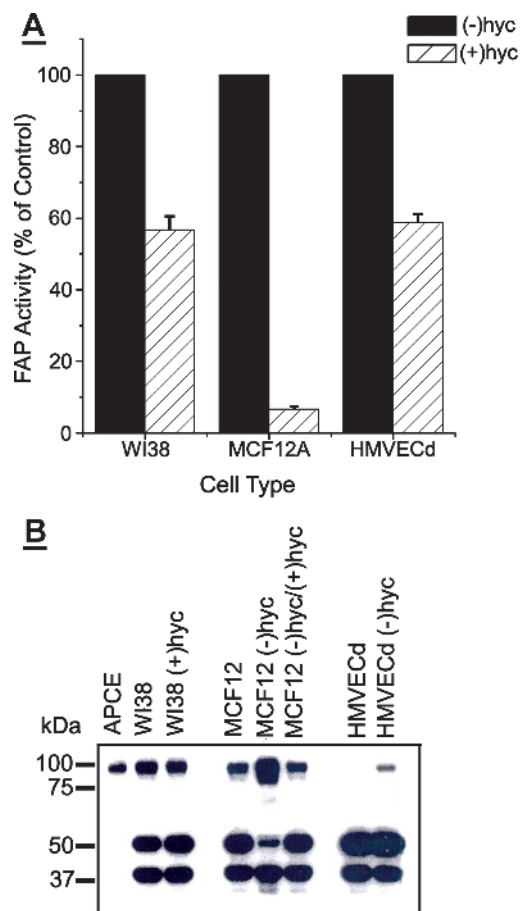 A
(-)hyc
(+)hyc
FAP Activity (% of Control)
100
80
60
40
20
0
WI38 MCF12A HMVECd
Cell Type
B
kDa
APCE
WI38
WI38 (+)hyc
MCF12
MCF12 (-)hyc
MCF12 (-)hyc/(+)hyc
HMVECd
HMVECd (-)hyc
100
75
50
37